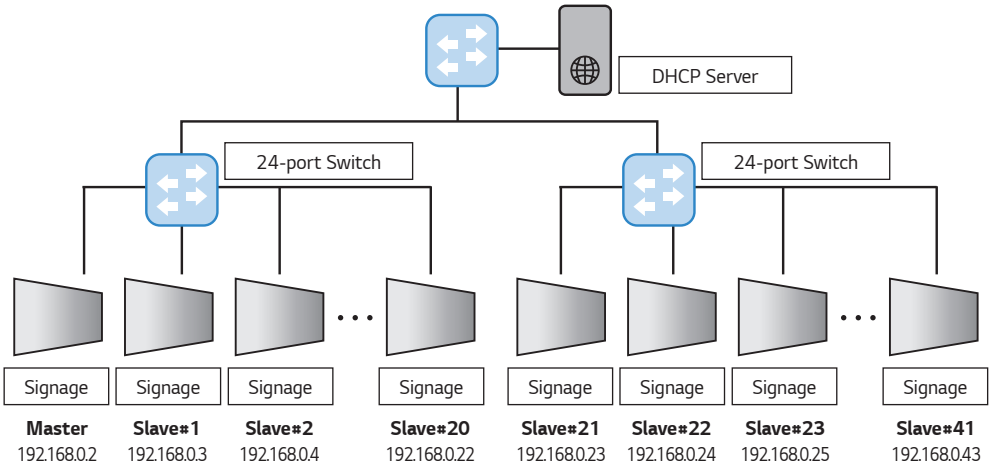 DHCP Server
24-port Switch
24-port Switch
Signage Signage Signage Signage Signage Signage Signage Signage
Master Slave#1 Slave#2 Slave#20 Slave#21 Slave#22 Slave#23 Slave#41
192.168.0.2 192.168.0.3 192.168.0.4 192.168.0.22 192.168.0.23 192.168.0.24 192.168.0.25 192.168.0.43